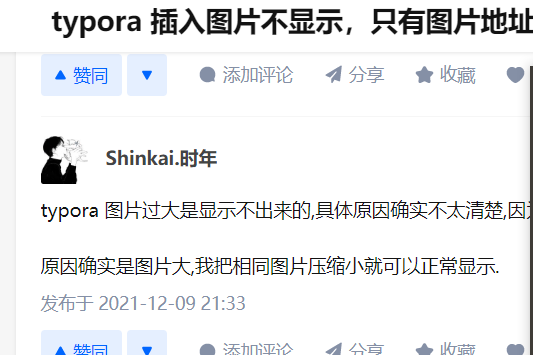 typora 插入图片不显示，只有图片地址
赞同 添加评论 分享 收藏
Shinkai.时年
typora 图片过大是显示不出来的,具体原因确实不太清楚,因
原因确实是图片大,我把相同图片压缩小就可以正常显示.
发布于 2021-12-09 21:33
赞同 添加评论 分享 收藏